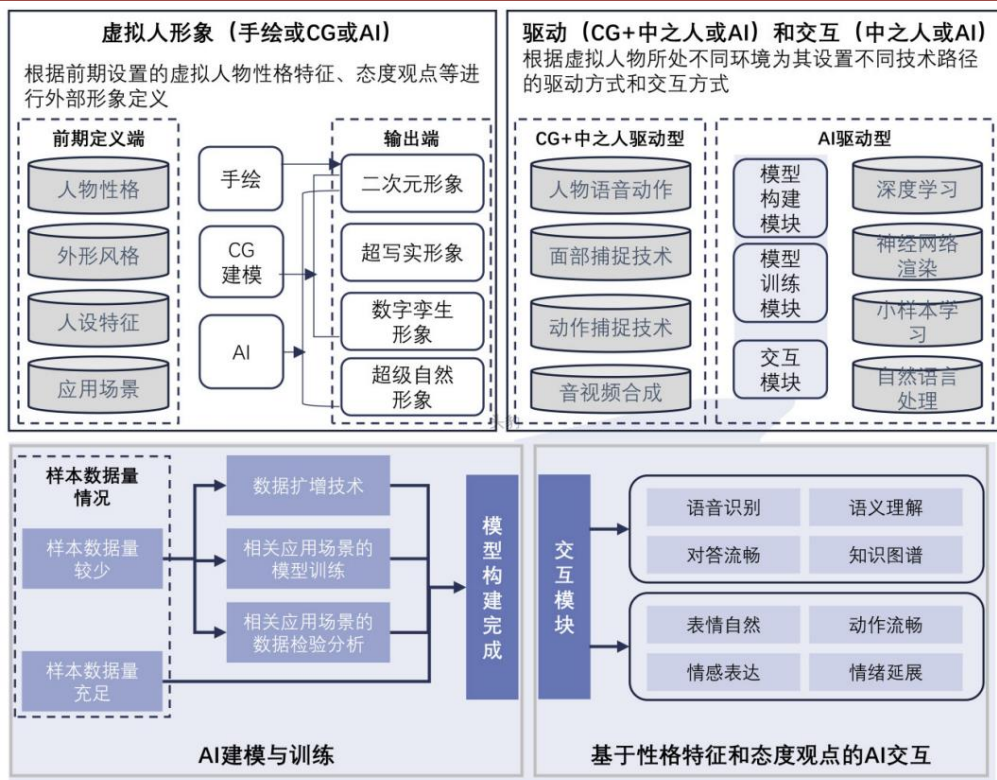 虚拟人形象（手绘或CG或AI）
根据前期设置的虚拟人物性格特征、态度观点等进
行外部形象定义
前期定义端
人物性格
外形风格
人设特征
应用场景
手绘
CG
建模
AI
输出端
二次元形象
超写实形象
数字孪生
形象
超级自然
形象
驱动（CG+中之人或AI）和交互（中之人或AI）
根据虚拟人物所处不同环境为其设置不同技术路径
的驱动方式和交互方式
CG+中之人驱动型
人物语音动作
面部捕捉技术
动作捕捉技术
音视频合成
AI驱动型
模型
构建
模块
模型
训练
模块
交互
模块
深度学习
神经网络
渲染
小样本学
习
自然语言
处理
样本数据量
情况
样本数据量
较少
样本数据量
充足
数据扩增技术
相关应用场景的
模型训练
相关应用场景的
数据检验分析
模型构建完成
AI建模与训练
交互模块
语音识别
语义理解
对答流畅
知识图谱
表情自然
动作流畅
情感表达
情绪延展
基于性格特征和态度观点的AI交互